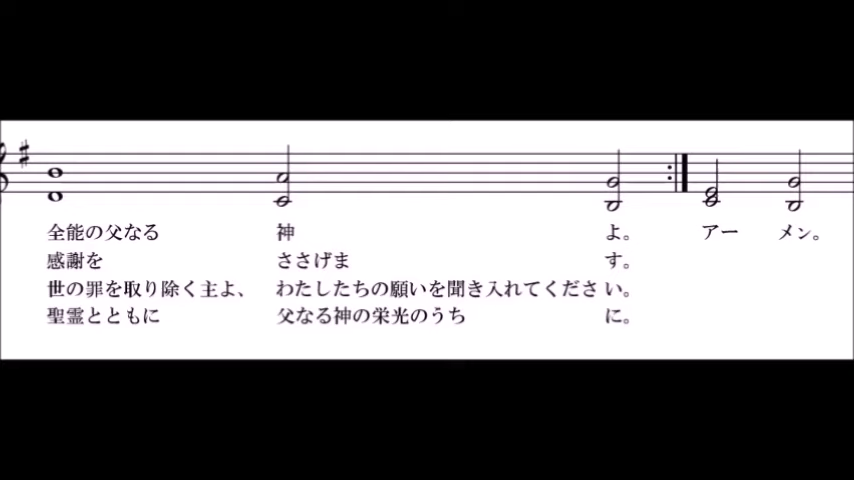 全能の父なる 神 よ。 アー メン。
感謝を ささげま す。
世の罪を取り除く主よ、 わたしたちの願いを聞き入れてくださ い。
聖霊とともに 父なる神の栄光のうち に。